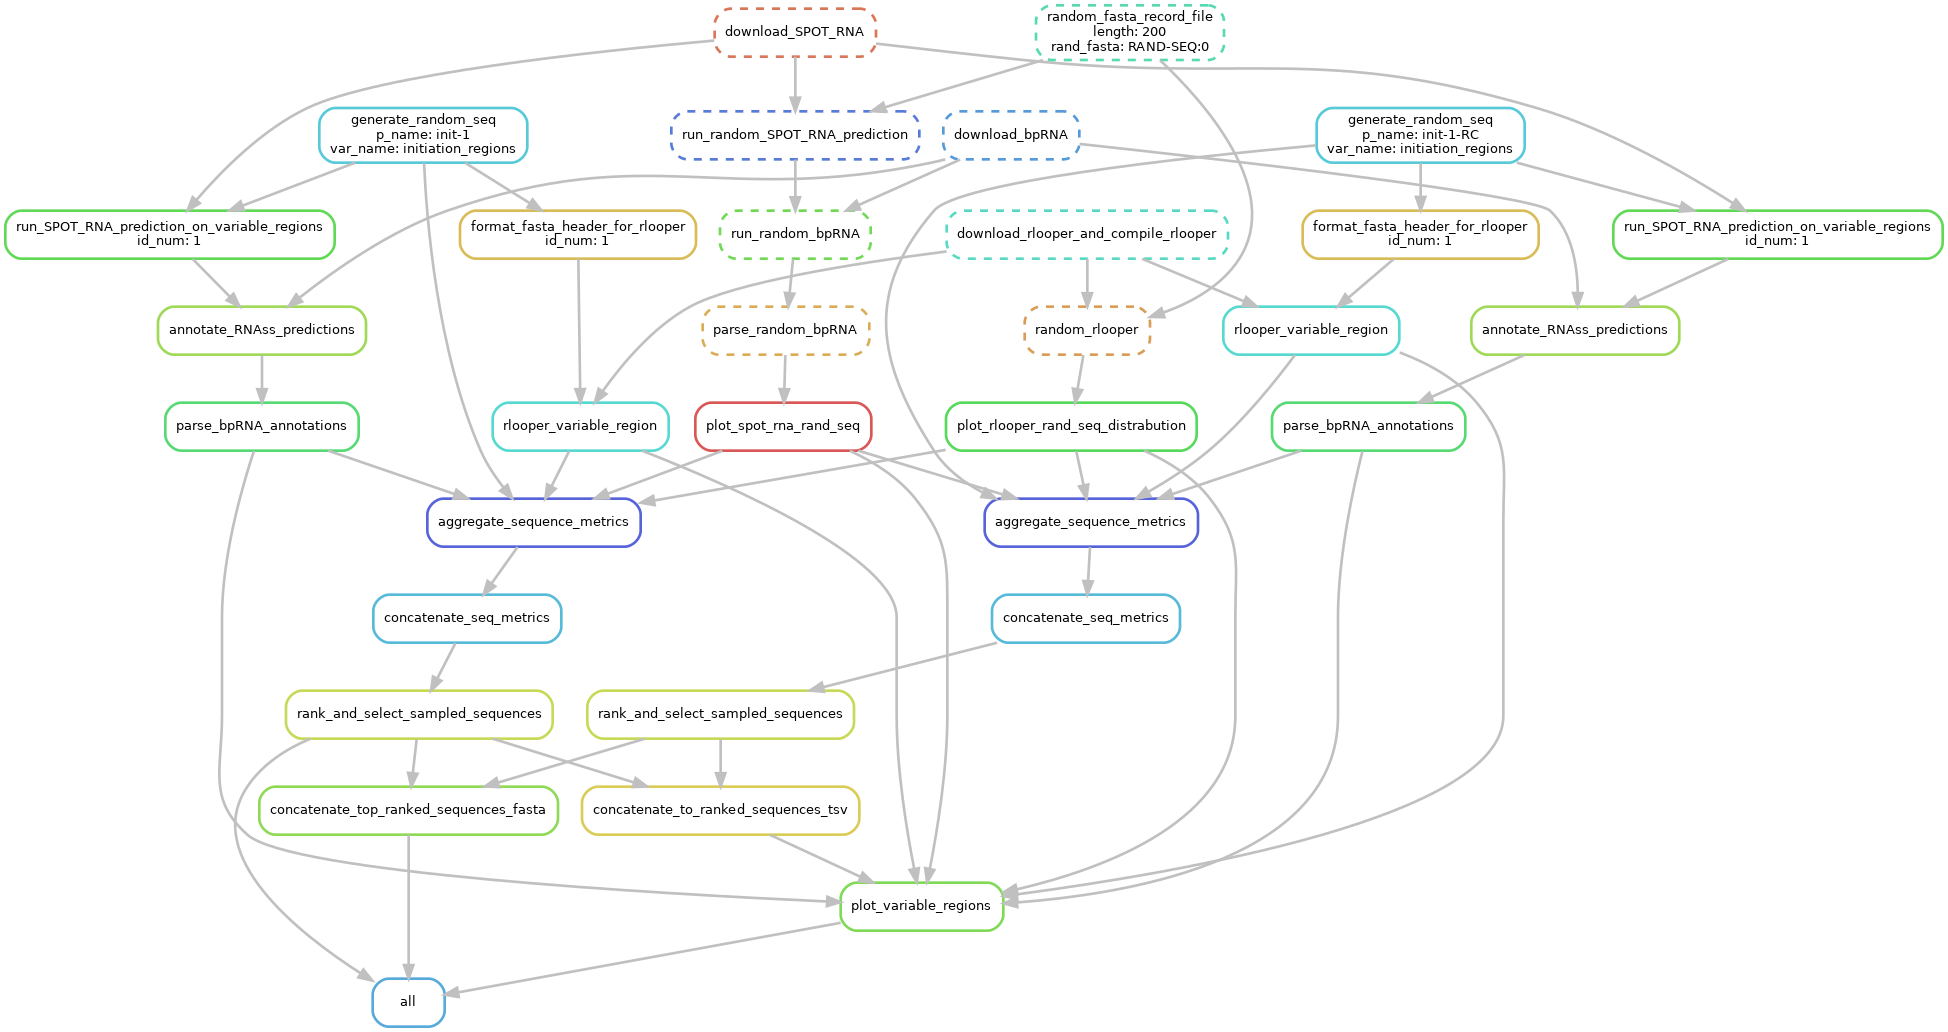 download_SPOT_RNA
random_fasta_record_file
length: 200
rand_fasta: RAND-SEQ:0
generate_random_seq
p_name: init-1
var_name: initiation_regions
run_random_SPOT_RNA_prediction
download_bpRNA
generate_random_seq
p_name: init-1-RC
var_name: initiation_regions
run_SPOT_RNA_prediction_on_variable_regions
id_num: 1
format_fasta_header_for_rlooper
id_num: 1
run_random_bpRNA
download_rlooper_and_compile_rlooper
format_fasta_header_for_rlooper
id_num: 1
run_SPOT_RNA_prediction_on_variable_regions
id_num: 1
annotate_RNAss_predictions
parse_random_bpRNA
random_rlooper
rlooper_variable_region
annotate_RNAss_predictions
parse_bpRNA_annotations
rlooper_variable_region
plot_spot_rna_rand_seq
plot_rlooper_rand_seq_distrabution
parse_bpRNA_annotations
aggregate_sequence_metrics
aggregate_sequence_metrics
concatenate_seq_metrics
concatenate_seq_metrics
rank_and_select_sampled_sequences
rank_and_select_sampled_sequences
concatenate_top_ranked_sequences_fasta
concatenate_to_ranked_sequences_tsv
plot_variable_regions
all